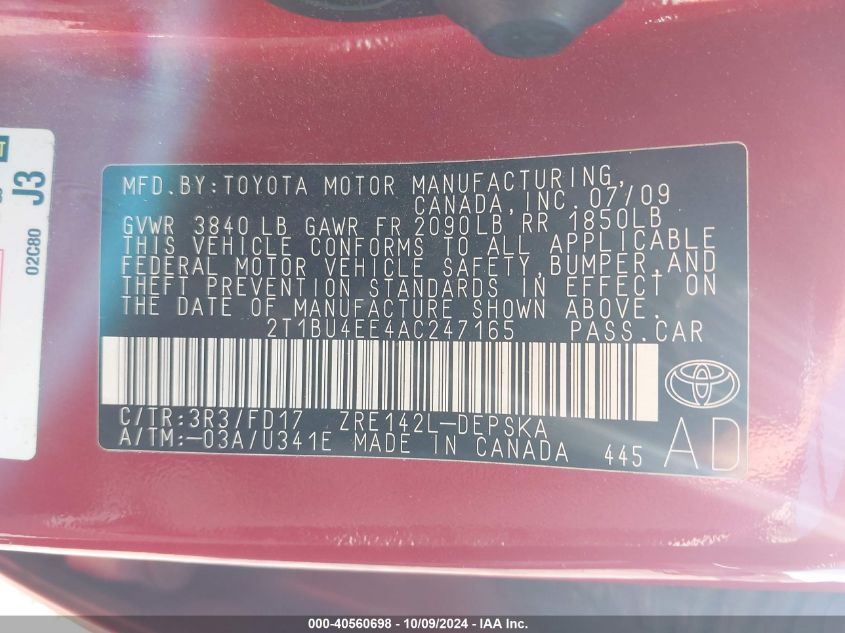 MFD.BY:TOYOTA MOTOR MANUFACTURING,
CANADA, INC. 07/09
GVWR 3840 LB GAWR FR 2090LB RR 1850LB
THIS VEHICLE CONFORMS TO ALL APPLICABLE
FEDERAL MOTOR VEHICLE SAFETY, BUMPER, AND
THEFT PREVENTION STANDARDS IN EFFECT ON
THE DATE OF MANUFACTURE SHOWN ABOVE.
2T1BU4EE4AC247165 PASS.CAR
C/TR:3R3/FD17 ZRE142L-DEPSKA
A/TM:-03A/U341E MADE IN CANADA 445 AD
J3
02C80
000-40560698 - 10/09/2024 - IAA Inc.